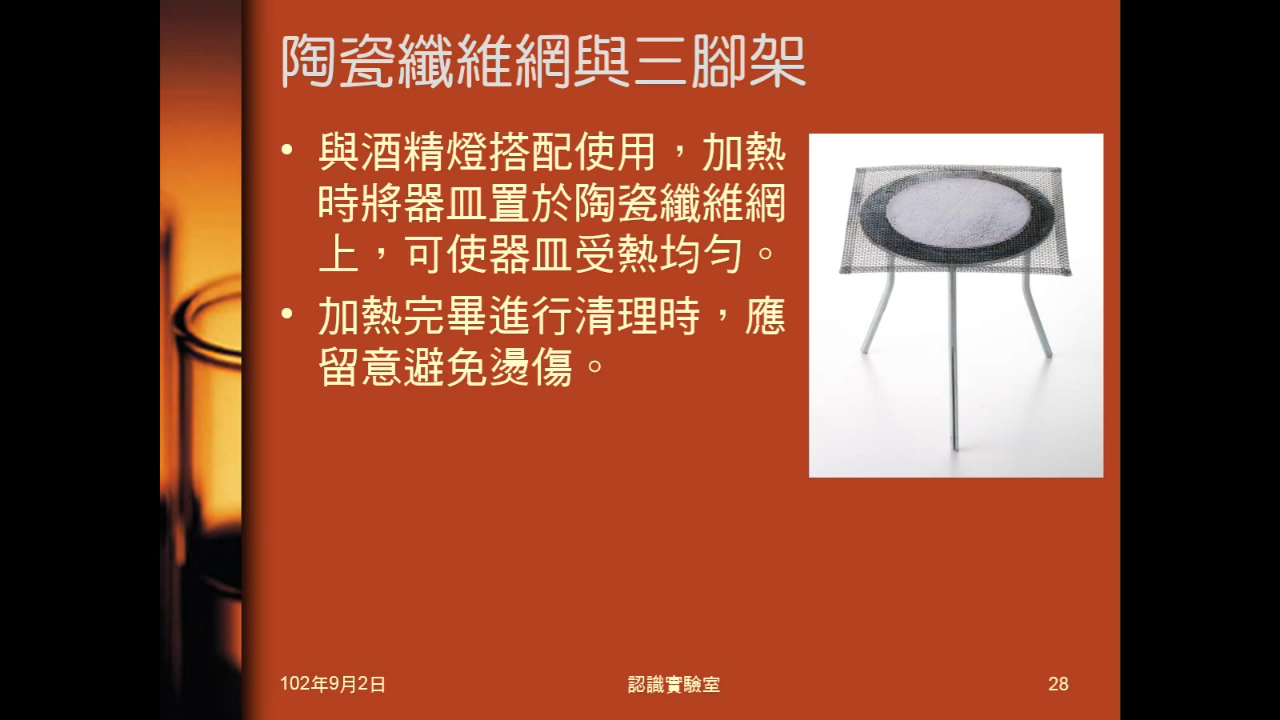 陶瓷纖維網與三腳架
• 與酒精燈搭配使用，加熱
時將器皿置於陶瓷纖維網
上，可使器皿受熱均勻。
• 加熱完畢進行清理時，應
留意避免燙傷。
102年9月2日
認識實驗室
28